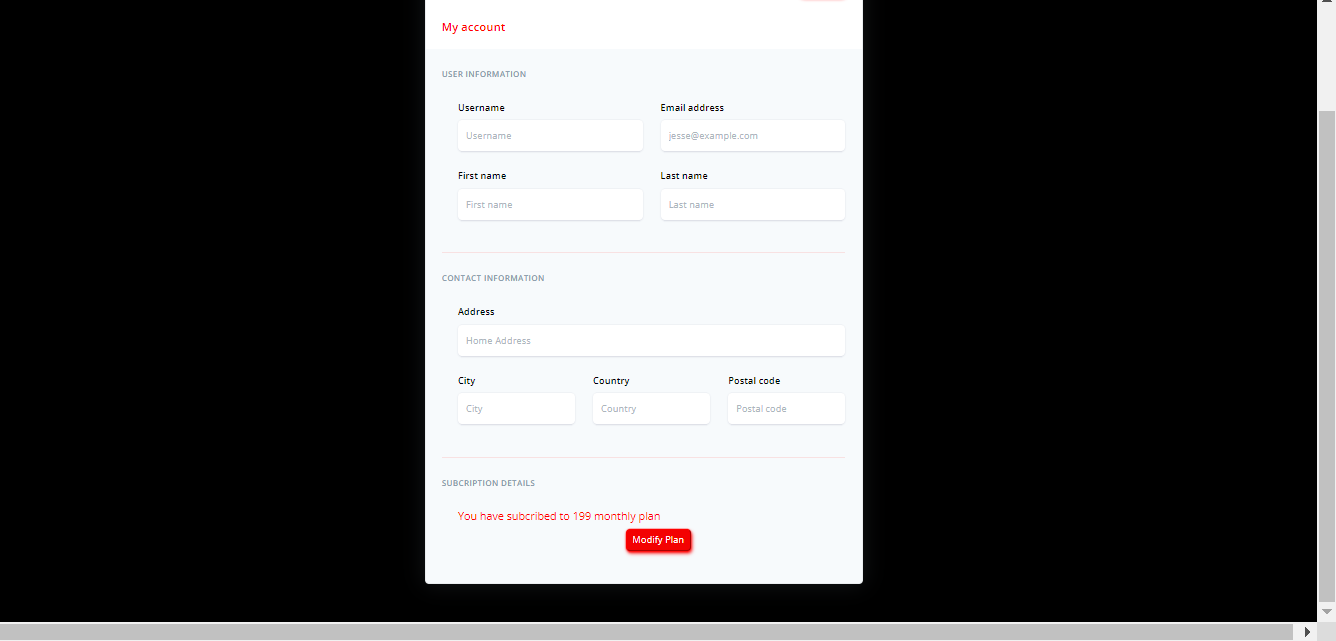 My account
USER INFORMATION
Username Email address
Username jesse@example.com
First name Last name
First name Last name
CONTACT INFORMATION
Address
Home Address
City Country Postal code
City Country Postal code
SUBCRIPTION DETAILS
You have subcribed to 199 monthly plan
Modify Plan